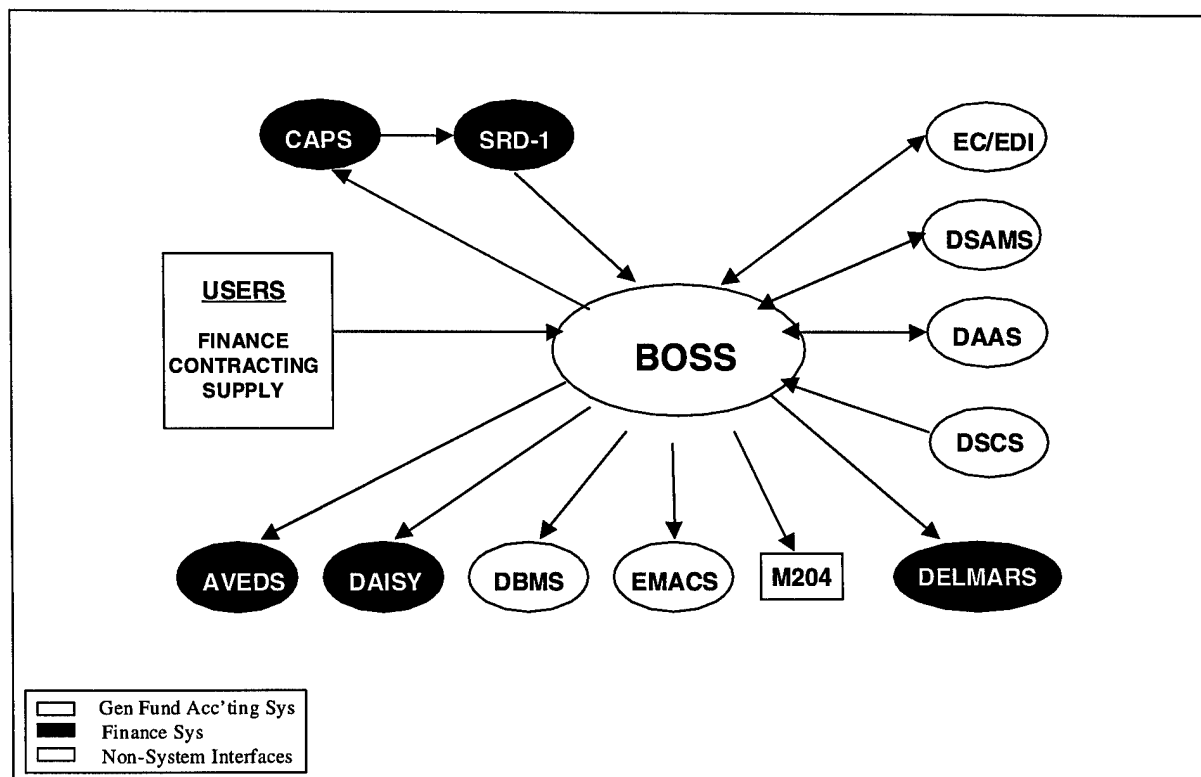 CAPS
SRD-1
EC/EDI
DSAMS
USERS
FINANCE
CONTRACTING
SUPPLY
BOSS
DAAS
DSCS
AVEDS
DAISY
DBMS
EMACS
M204
DELMARS
Gen Fund Acc'ting Sys
Finance Sys
Non-System Interfaces